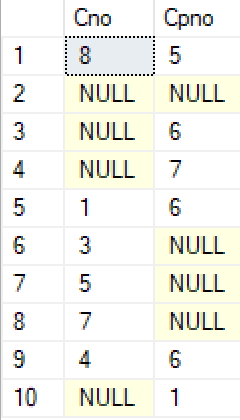 Cno Cpno
1 8 5
2 NULL NULL
3 NULL 6
4 NULL 7
5 1 6
6 3 NULL
7 5 NULL
8 7 NULL
9 4 6
10 NULL 1